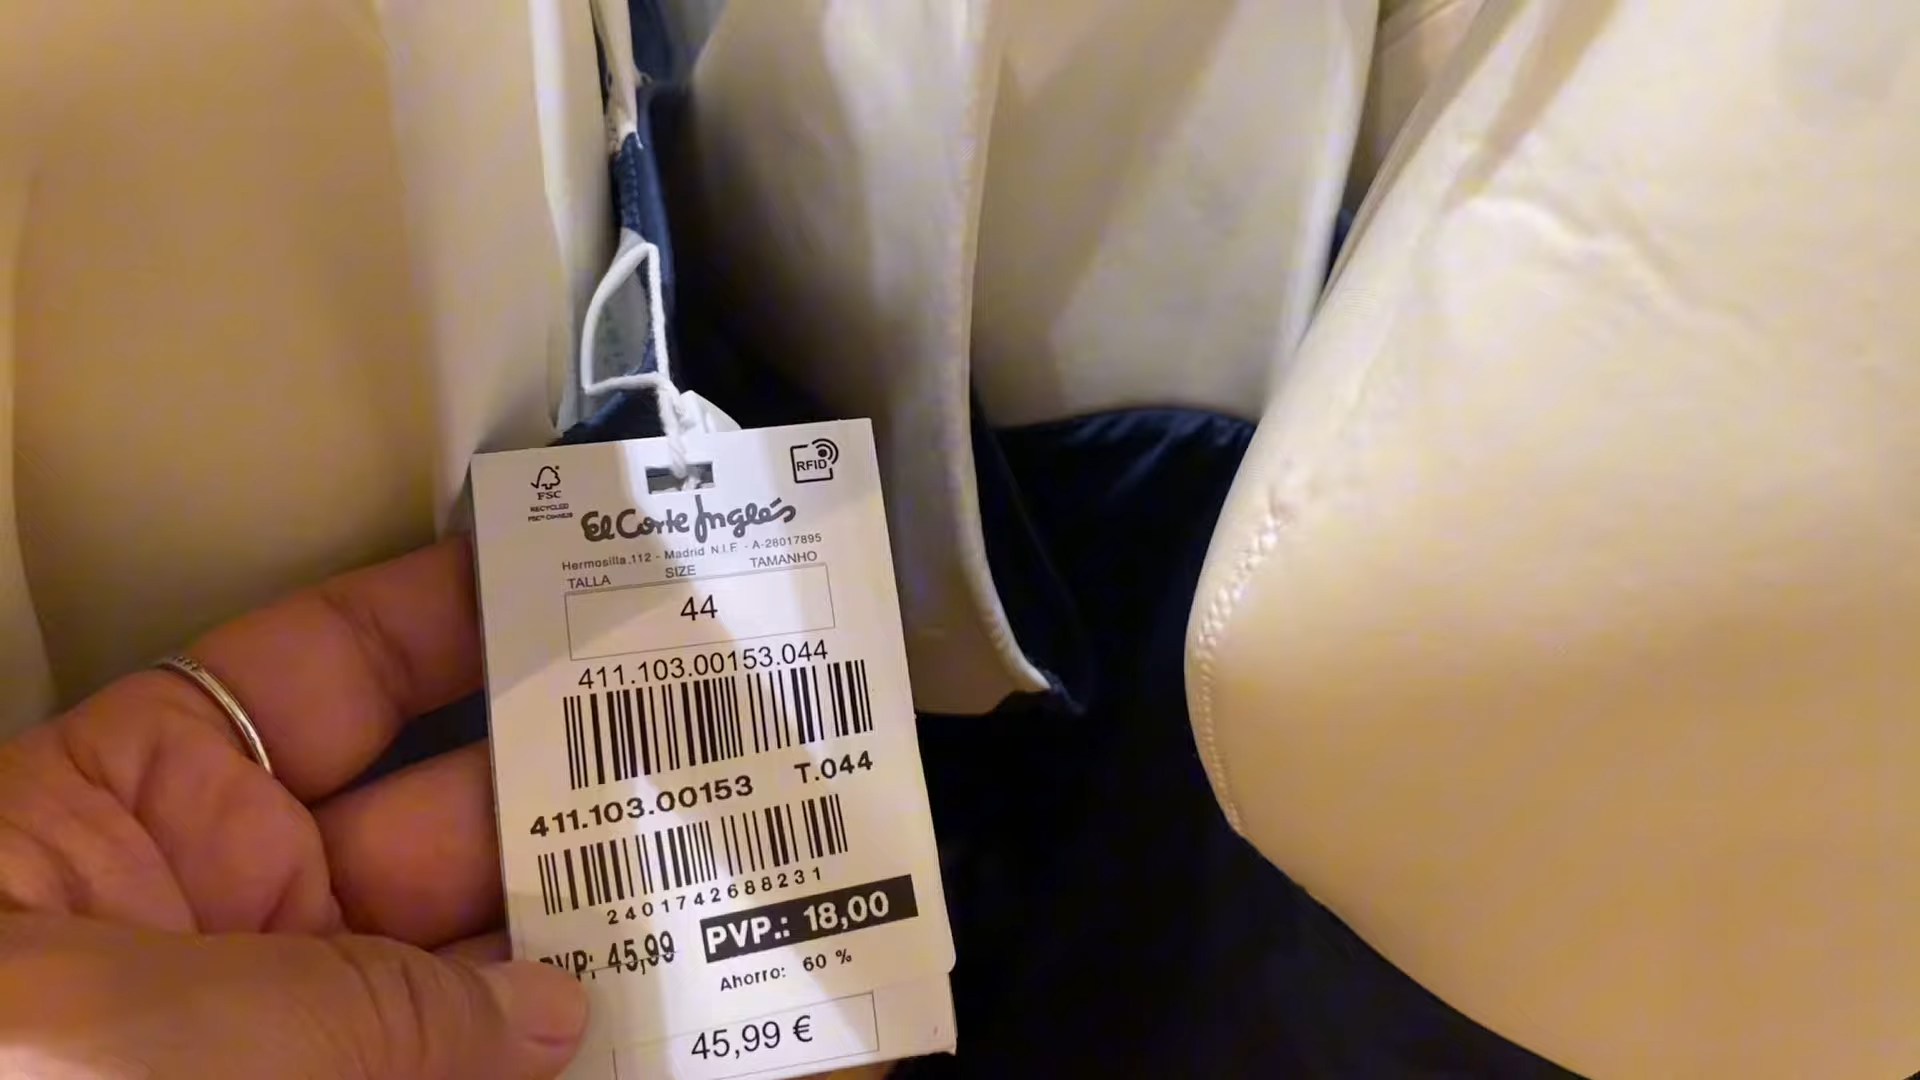 RFID
FSC
RECYCLED
El Corte Inglés
Hermosilla,112 - Madrid N.I.F. - A-28017895
TALLA SIZE TAMANHO
44
411.103.00153.044
411.103.00153 T.044
2401742688231
PVP: 45,99 PVP.: 18,00
Ahorro: 60 %
45,99 €